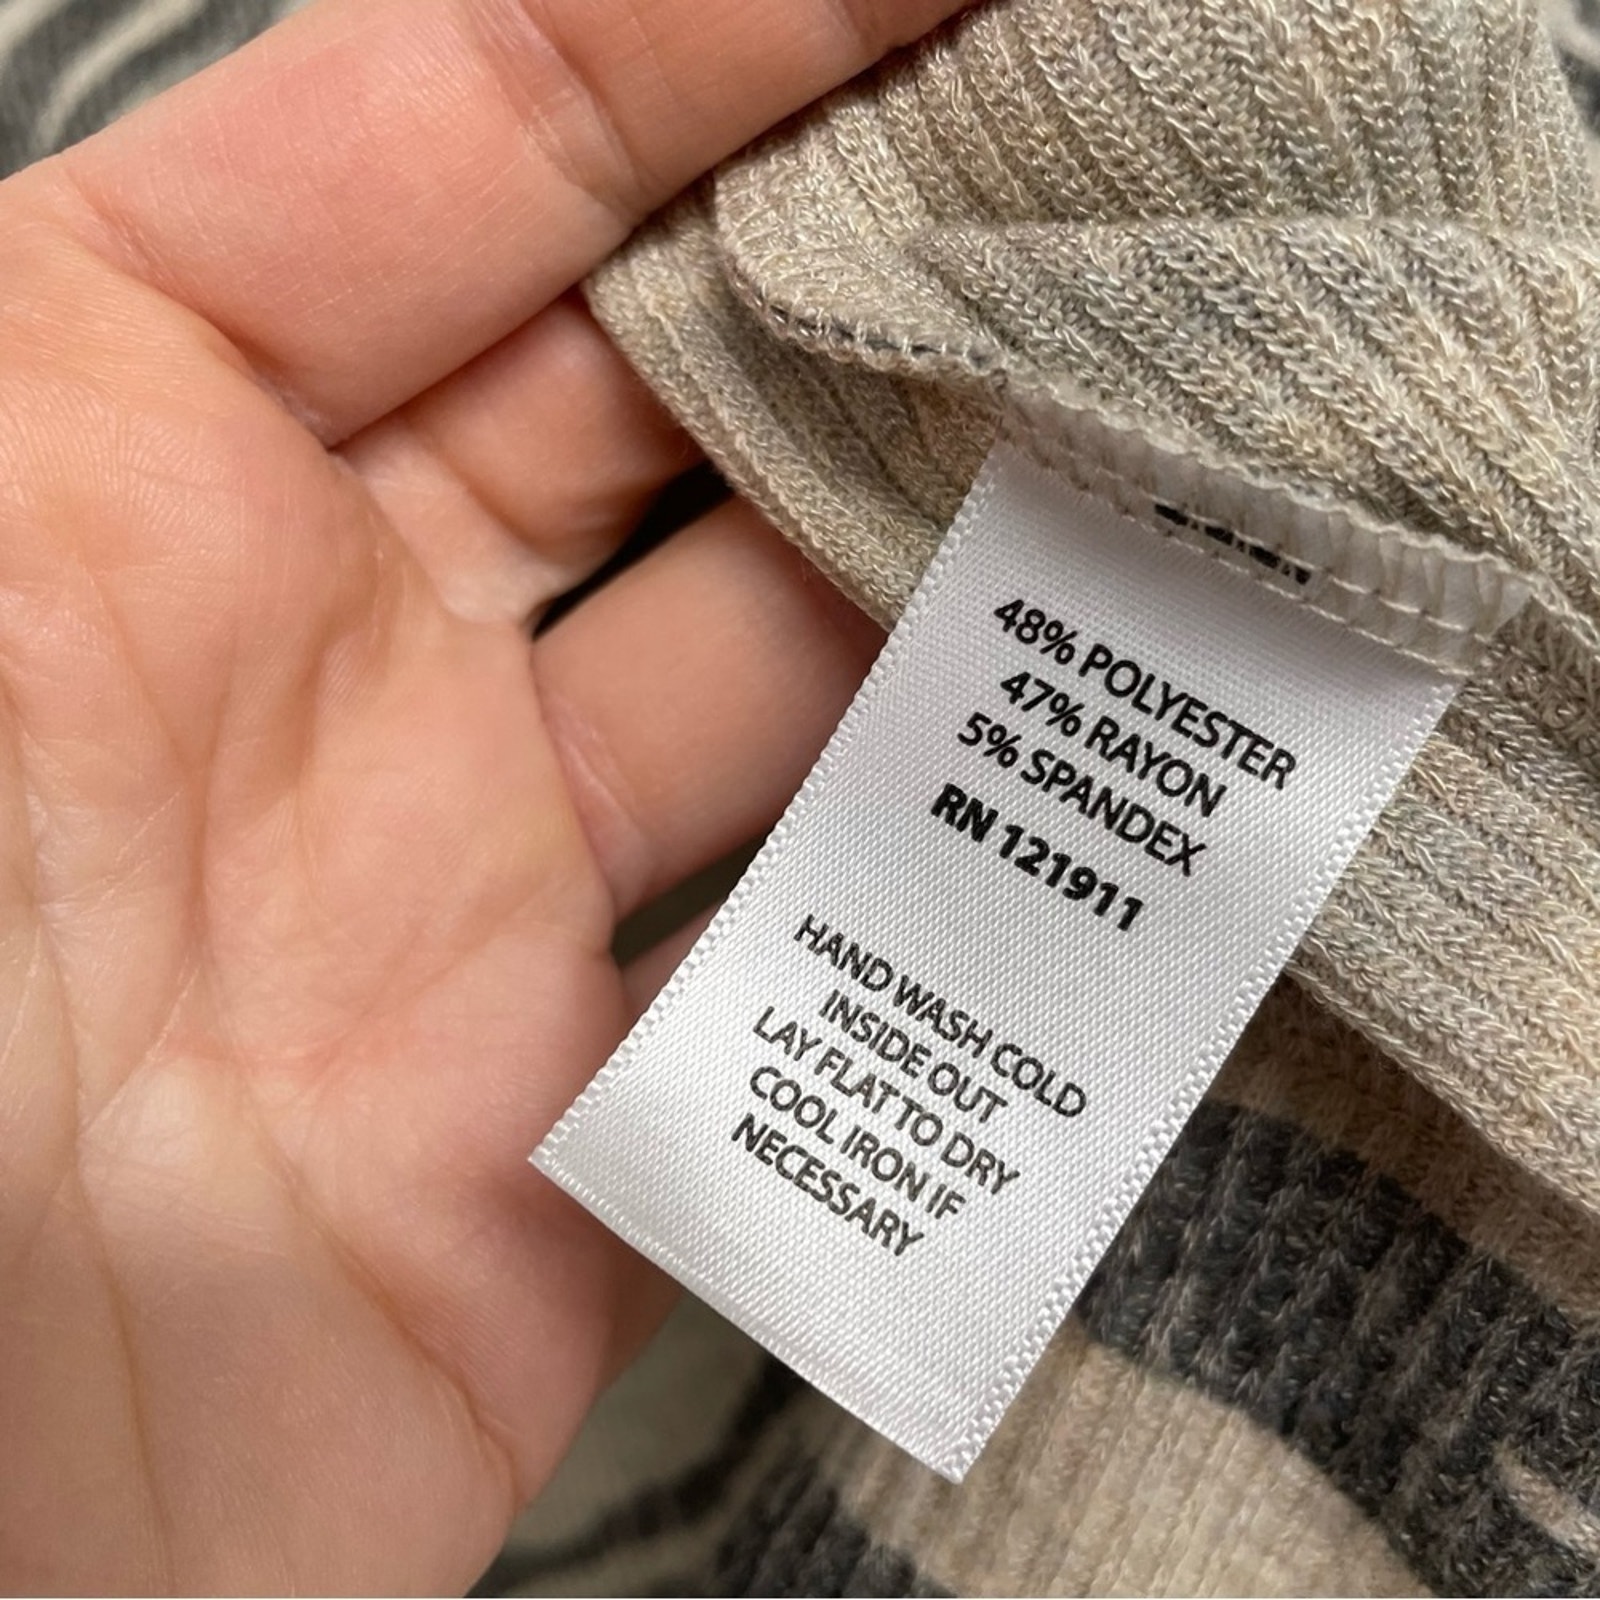 48% POLYESTER
47% RAYON
5% SPANDEX
RN 121911
HAND WASH COLD
INSIDE OUT
LAY FLAT TO DRY
COOL IRON IF
NECESSARY